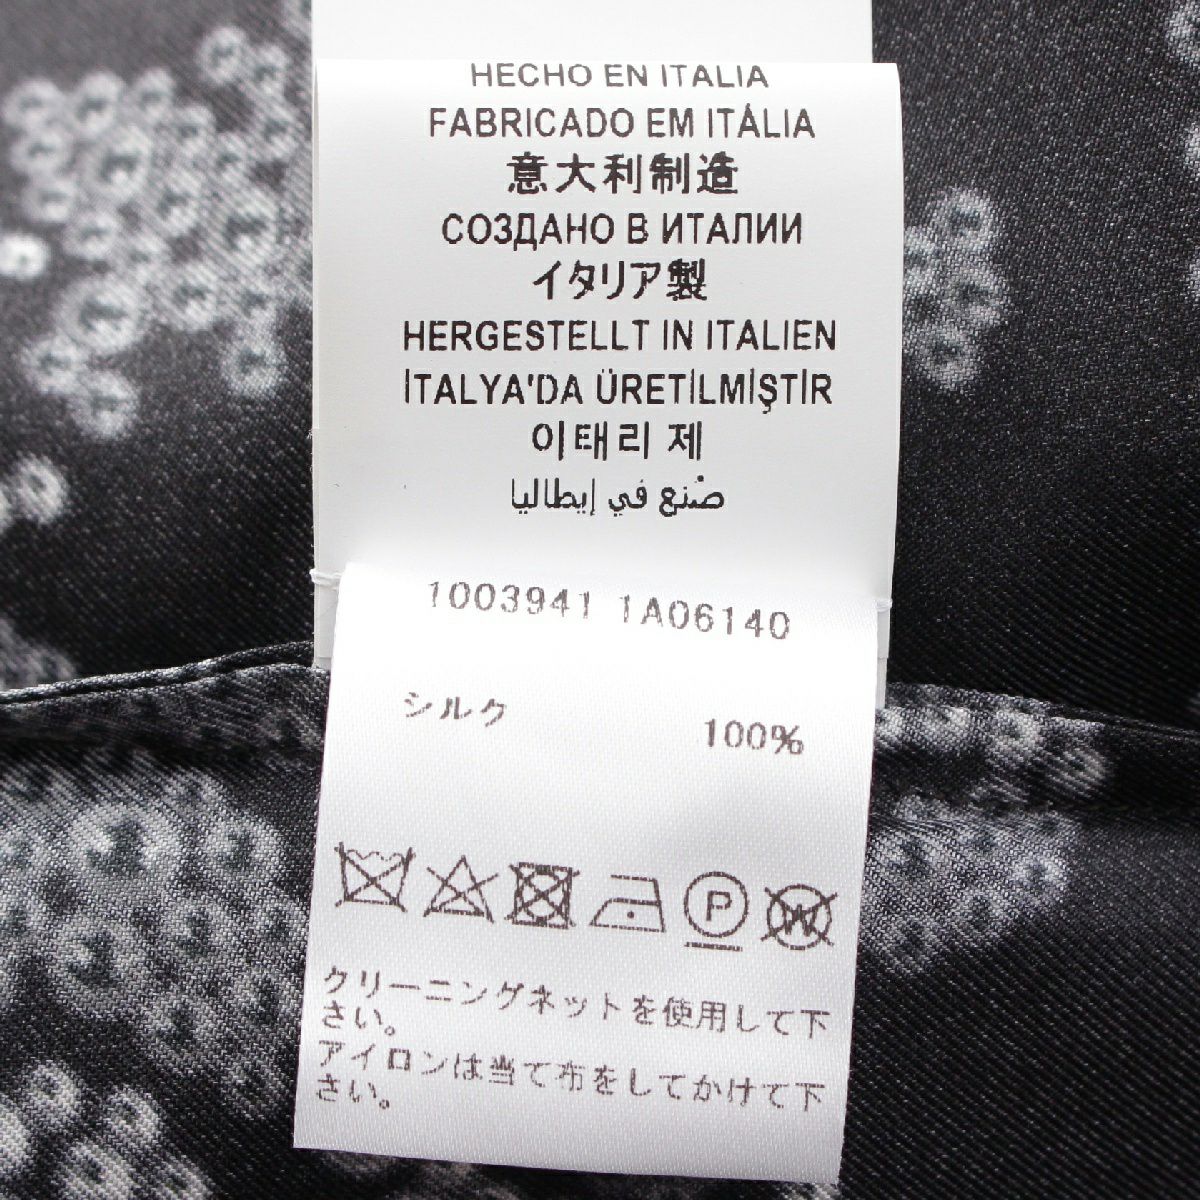 HECHO EN ITALIA
FABRICADO EM ITÁLIA
意大利制造
СОЗДАНО В ИТАЛИИ
イタリア製
HERGESTELLT IN ITALIEN
İTALYA'DA ÜRETİLMİŞTİR
이태리 제
صُنع في إيطاليا
1003941 1A06140
シルク 100%
P W
クリーニングネットを使用して下
さい。
アイロンは当て布をしてかけて下
さい。